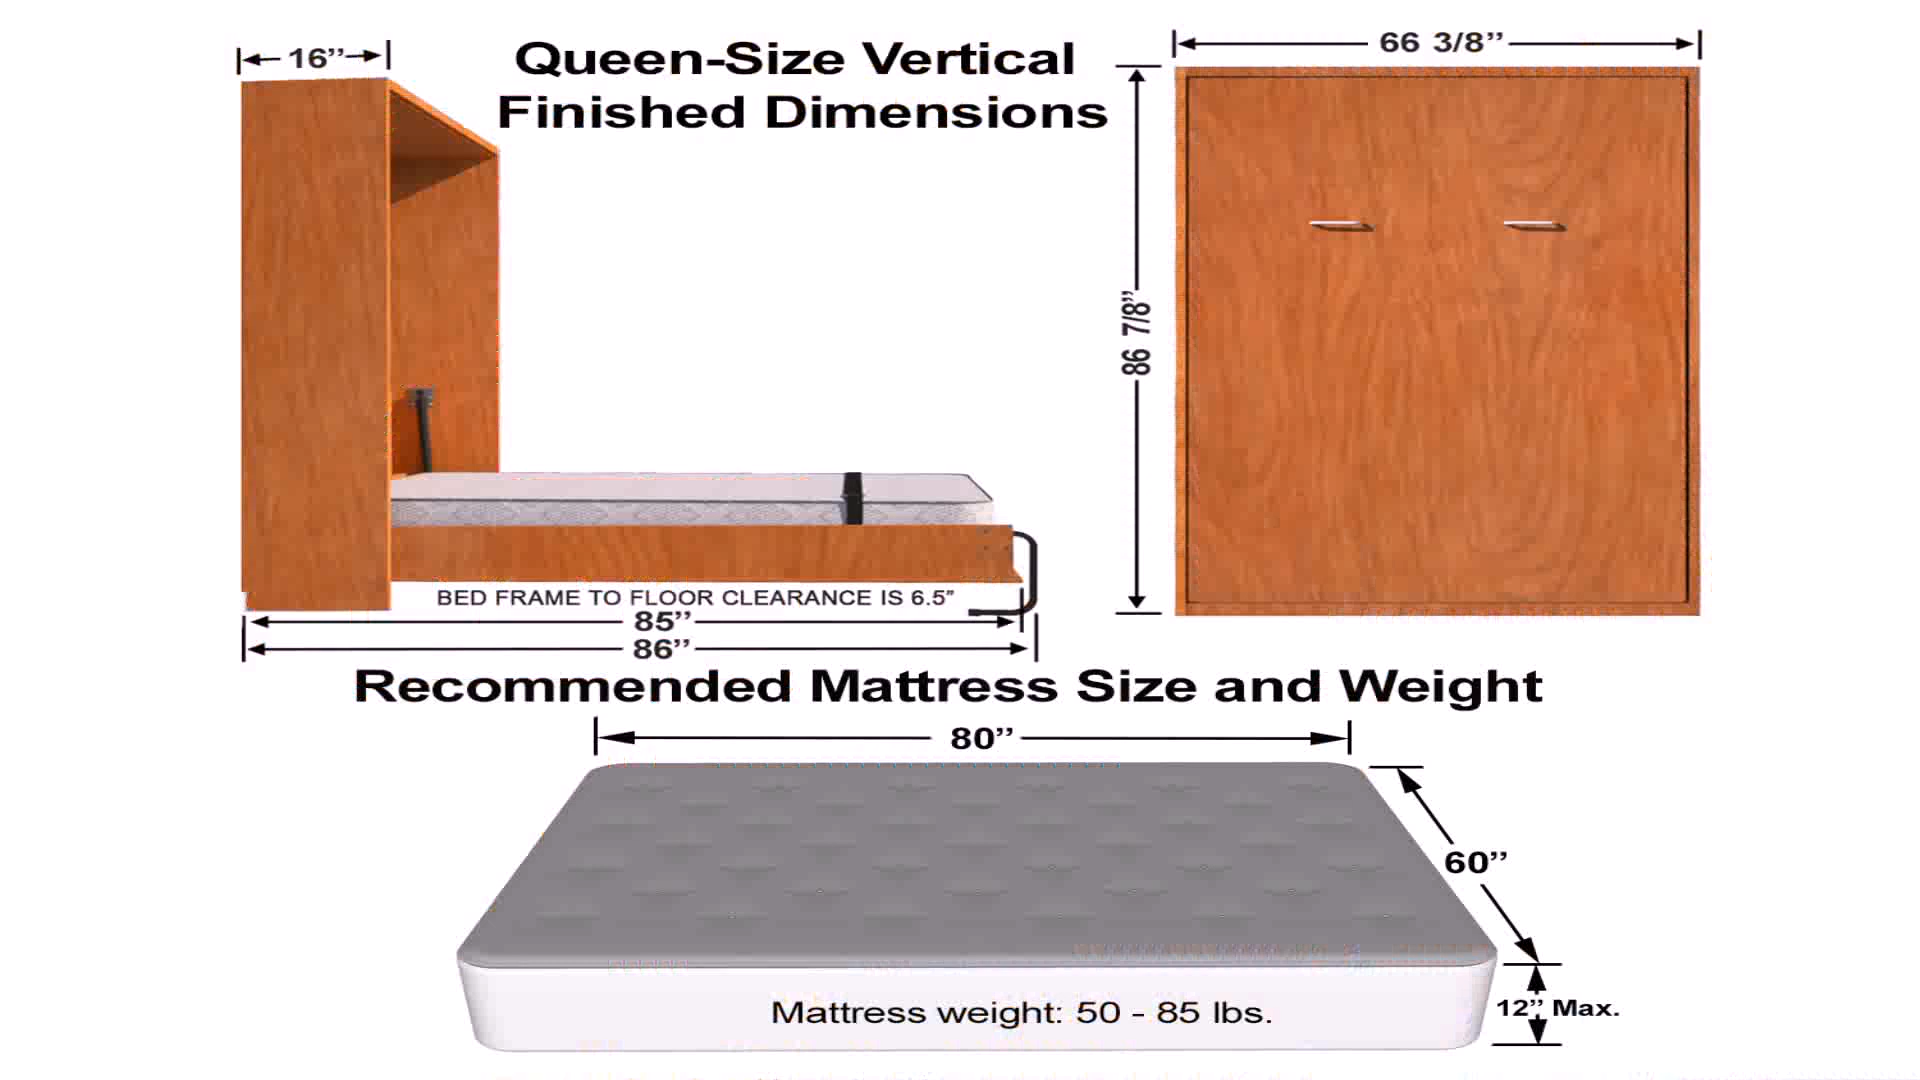 16’’
Queen-Size Vertical
Finished Dimensions
66 3/8’’
86 7/8’’
BED FRAME TO FLOOR CLEARANCE IS 6.5”
85’’
86’’
Recommended Mattress Size and Weight
80’’
60’’
12’’ Max.
Mattress weight: 50 - 85 lbs.